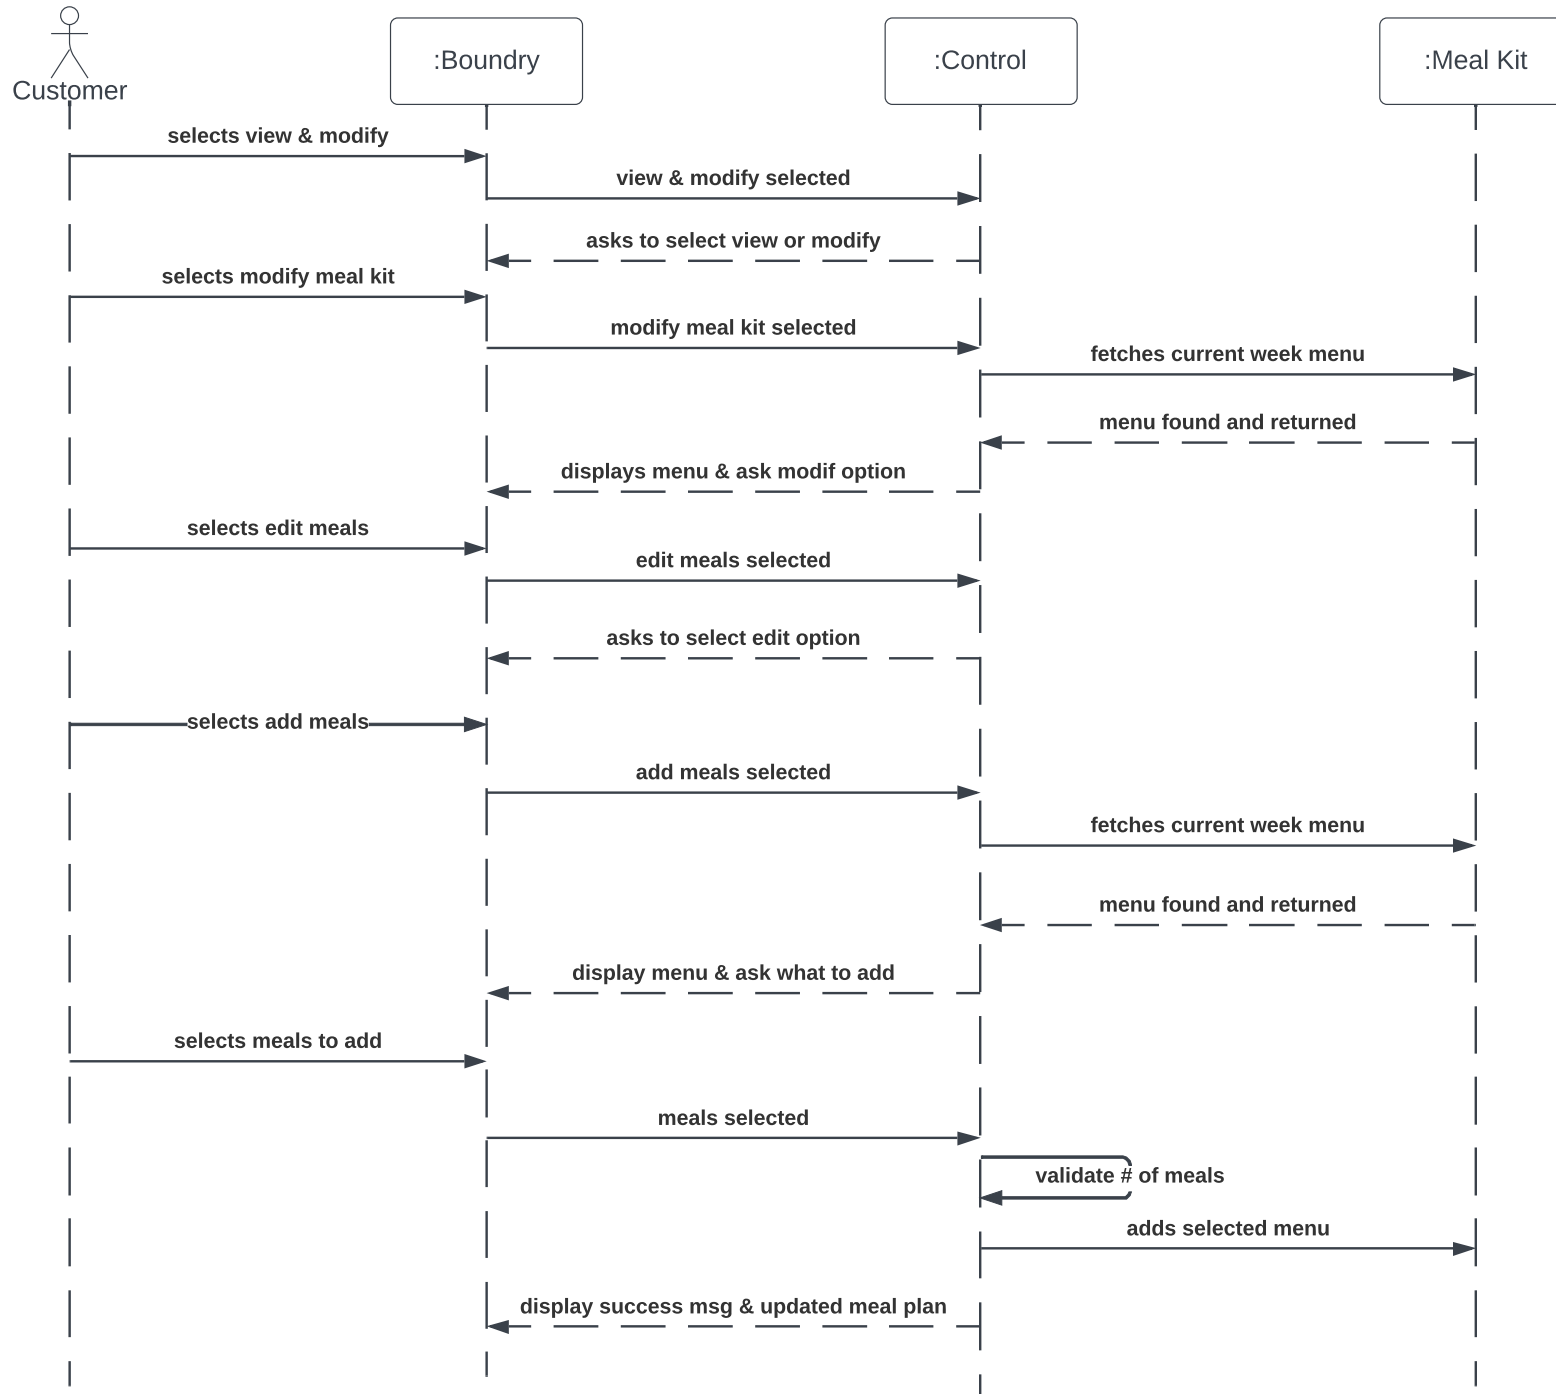 Customer
:Boundry
:Control
:Meal Kit
selects view & modify
view & modify selected
asks to select view or modify
selects modify meal kit
modify meal kit selected
fetches current week menu
menu found and returned
displays menu & ask modif option
selects edit meals
edit meals selected
asks to select edit option
selects add meals
add meals selected
fetches current week menu
menu found and returned
display menu & ask what to add
selects meals to add
meals selected
validate # of meals
adds selected menu
display success msg & updated meal plan